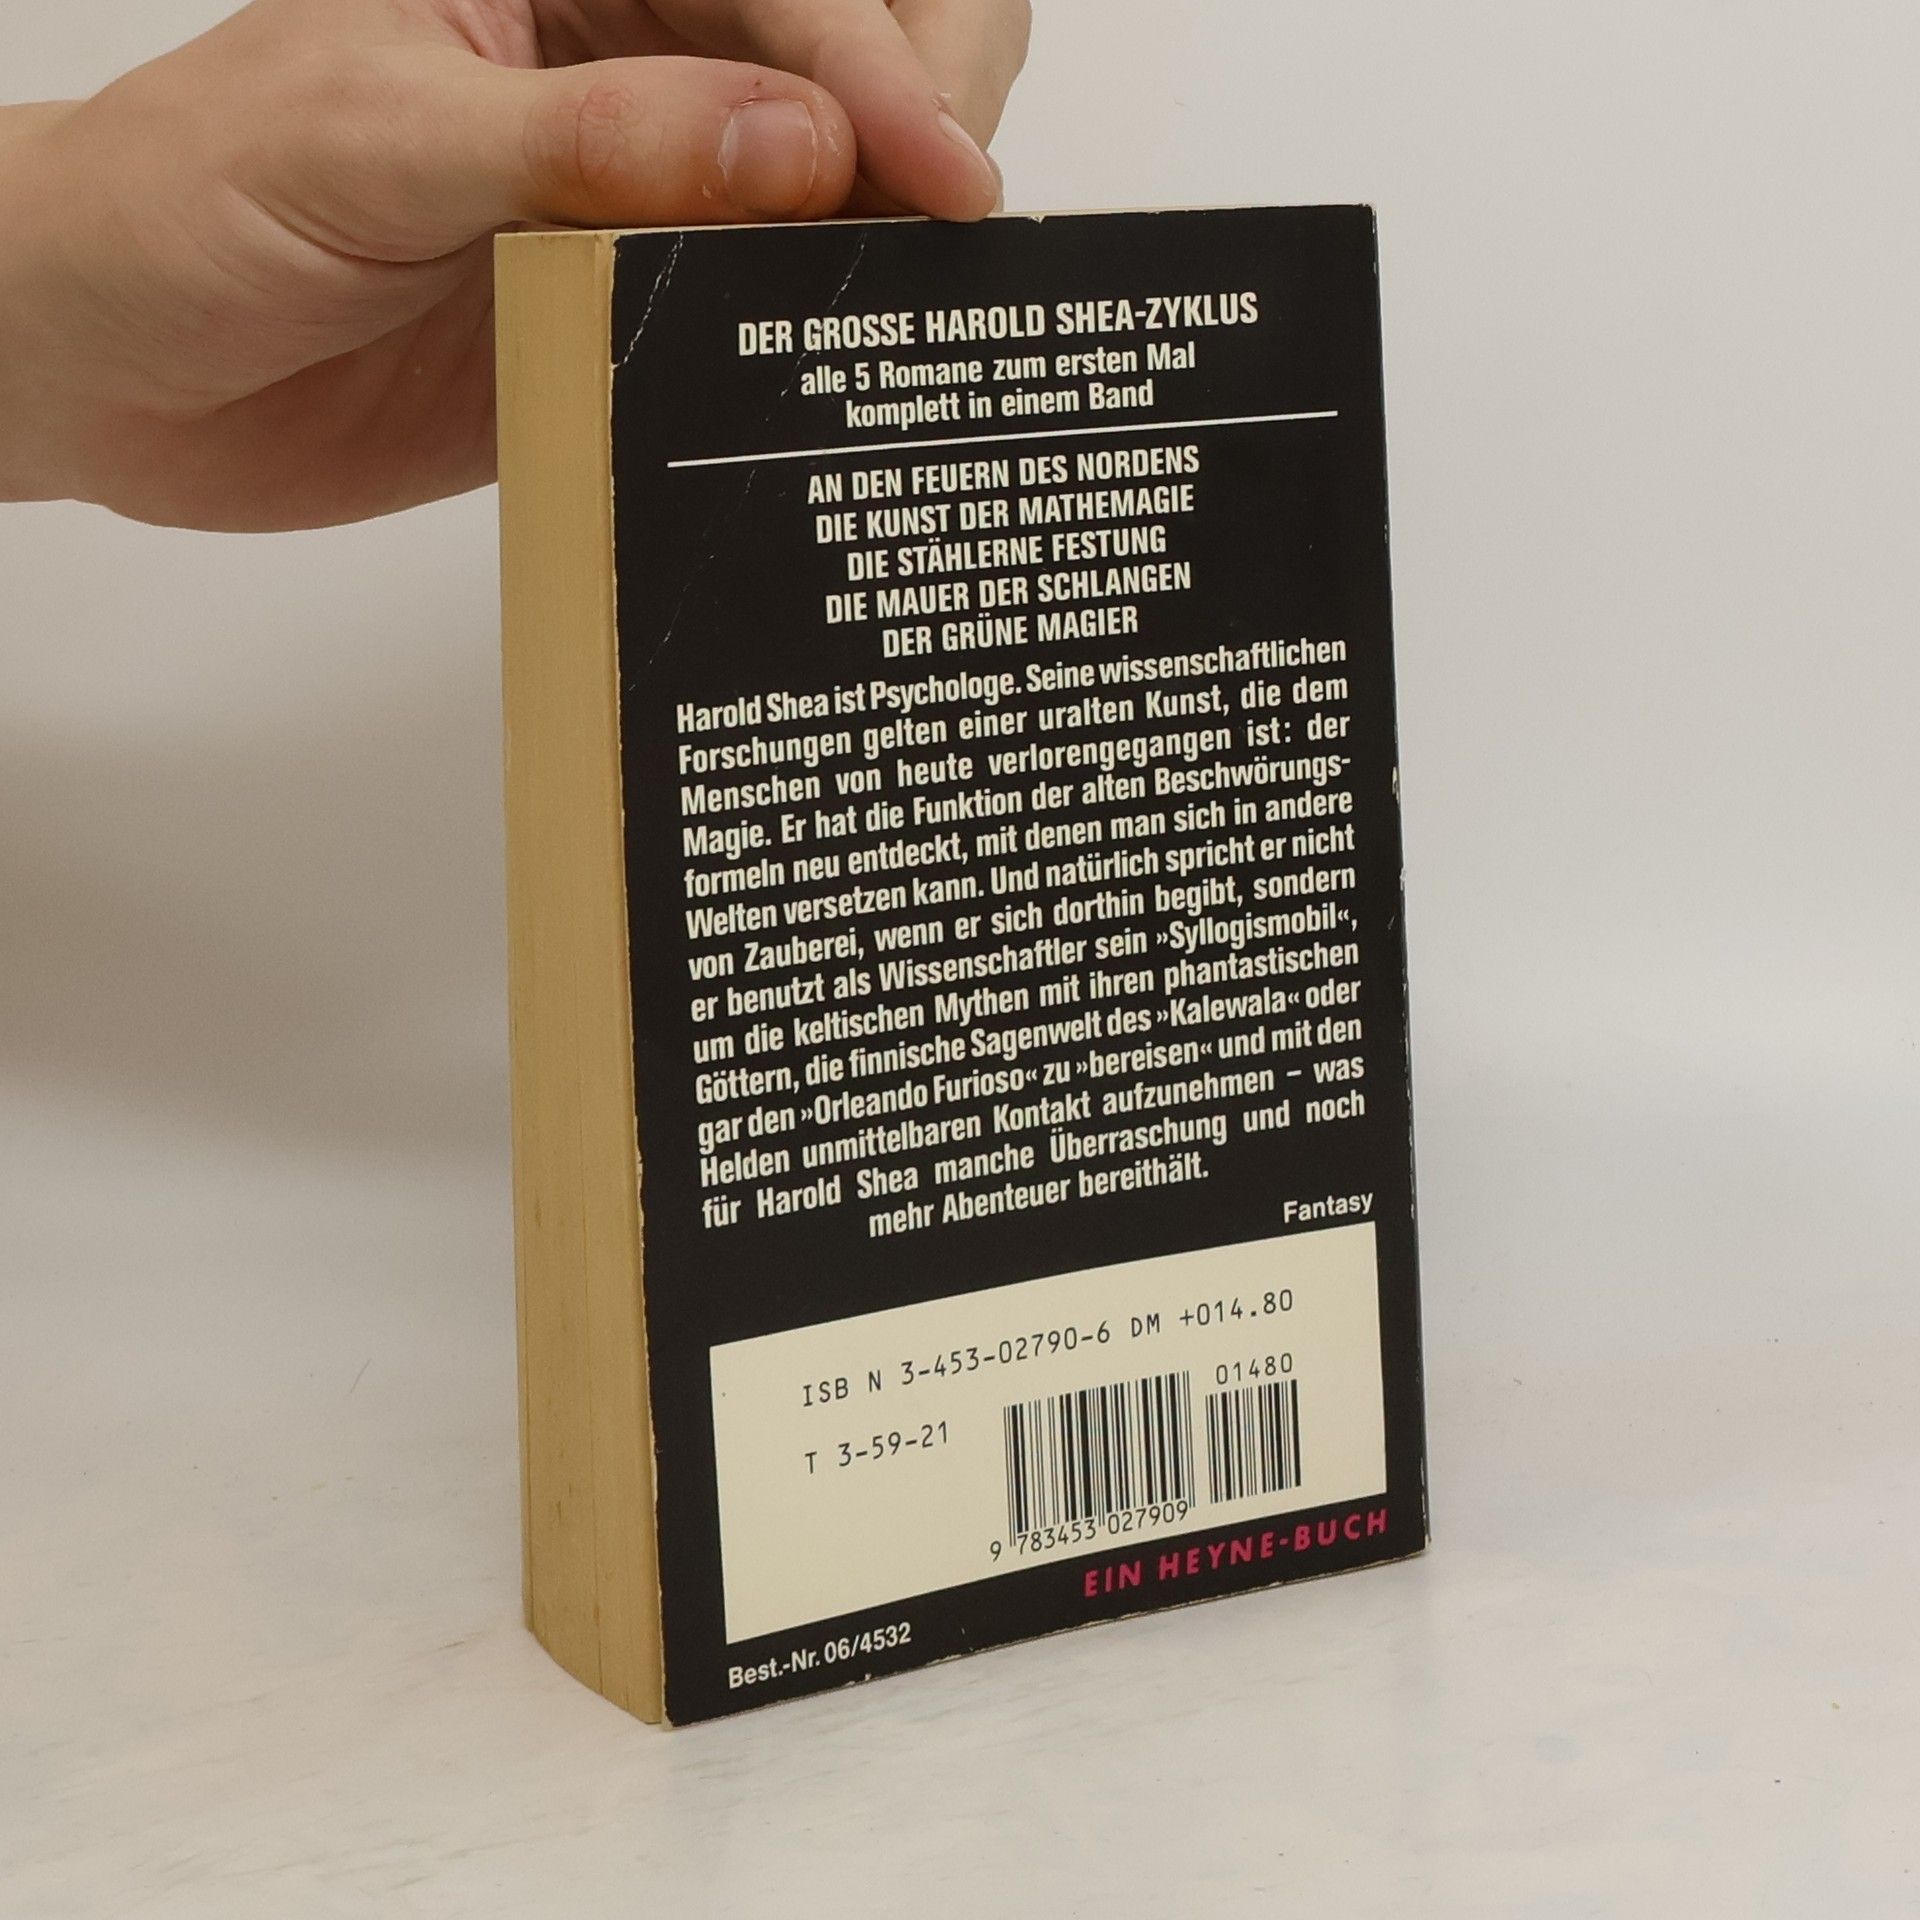 DER GROSSE HAROLD SHEA-ZYKLUS
alle 5 Romane zum ersten Mal
komplett in einem Band
AN DEN FEUERN DES NORDENS
DIE KUNST DER MATHEMAGIE
DIE STÄHLERNE FESTUNG
DIE MAUER DER SCHLANGEN
DER GRÜNE MAGIER
Harold Shea ist Psychologe. Seine wissenschaftlichen
Forschungen gelten einer uralten Kunst, die dem
Menschen von heute verlorengegangen ist: der
Magie. Er hat die Funktion der alten Beschwörungs-
formeln neu entdeckt, mit denen man sich in andere
Welten versetzen kann. Und natürlich spricht er nicht
von Zauberei, wenn er sich dorthin begibt, sondern
er benutzt als Wissenschaftler sein »Syllogismobil«,
um die keltischen Mythen mit ihren phantastischen
Göttern, die finnische Sagenwelt des »Kalewala« oder
gar den »Orleando Furioso« zu »bereisen« und mit den
Helden unmittelbaren Kontakt aufzunehmen – was
für Harold Shea manche Überraschung und noch
mehr Abenteuer bereithält.
Fantasy
ISB N 3-453-02790-6 DM +014.80
01480
T 3-59-21
9 783453 027909
EIN HEYNE-BUCH
Best.-Nr. 06/4532